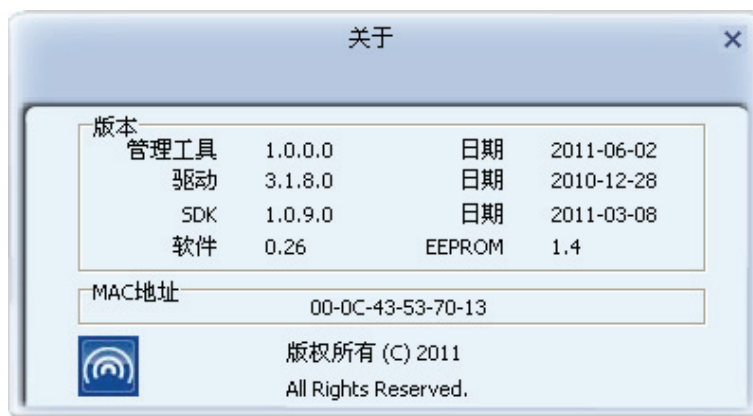 关于
版本
管理工具 1.0.0.0 日期 2011-06-02
驱动 3.1.8.0 日期 2010-12-28
SDK 1.0.9.0 日期 2011-03-08
软件 0.26 EEPROM 1.4
MAC地址
00-0C-43-53-70-13
版权所有 (C) 2011
All Rights Reserved.